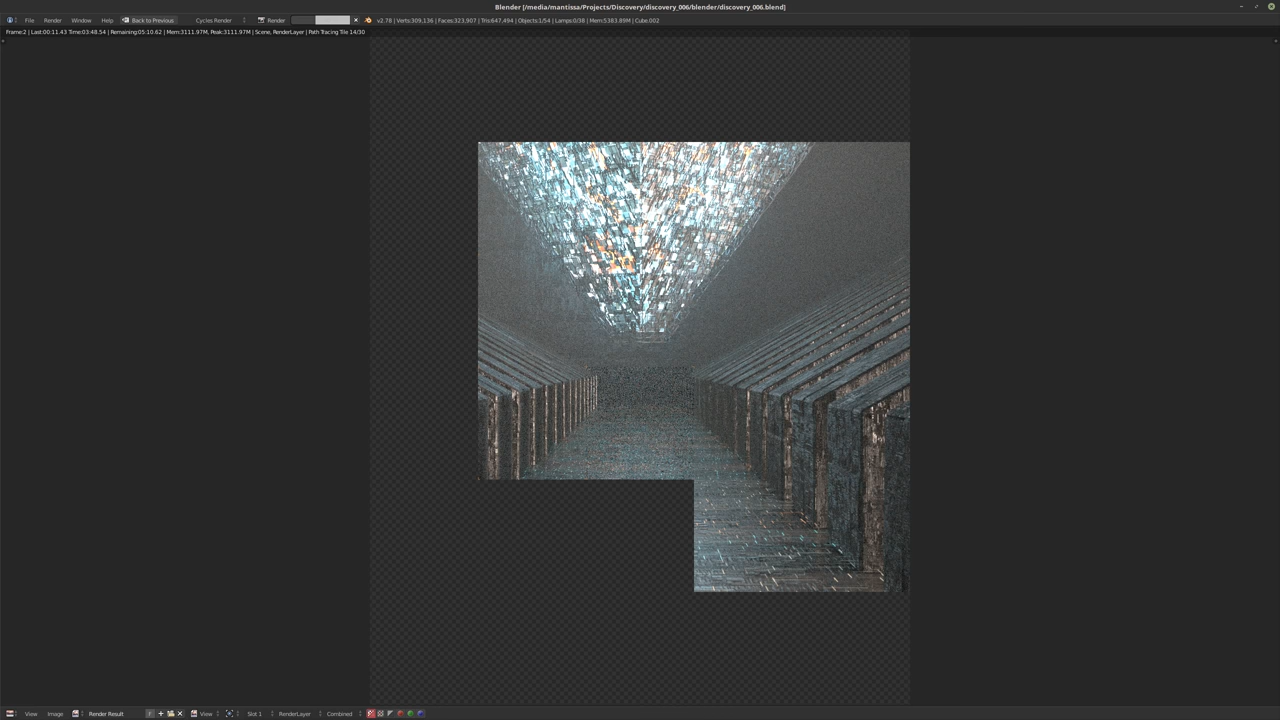 Blender [/media/mantissa/Projects/Discovery/discovery_006/blender/discovery_006.blend]
File Render Window Help Back to Previous Cycles Render Render v2.78 | Verts:309,136 | Faces:323,907 | Tris:647,494 | Objects:1/54 | Lamps:0/38 | Mem:5383.89M | Cube.002
Frame:2 | Last:00:11.43 Time:03:48.54 | Remaining:05:10.62 | Mem:3111.97M, Peak:3111.97M | Scene, RenderLayer | Path Tracing Tile 14/30
View Image Render Result F View Slot 1 RenderLayer Combined